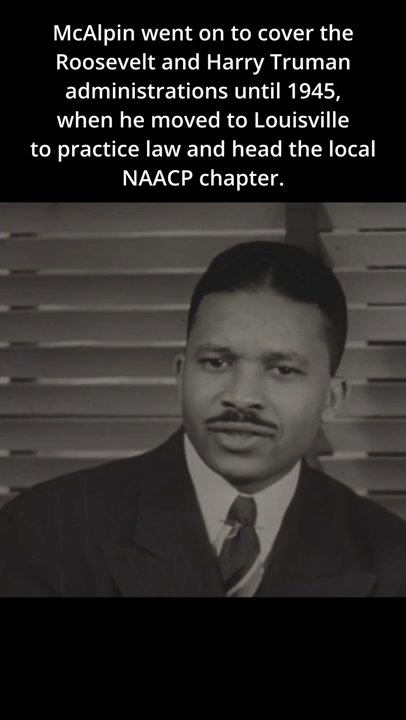 McAlpin went on to cover the
Roosevelt and Harry Truman
administrations until 1945,
when he moved to Louisville
to practice law and head the local
NAACP chapter.